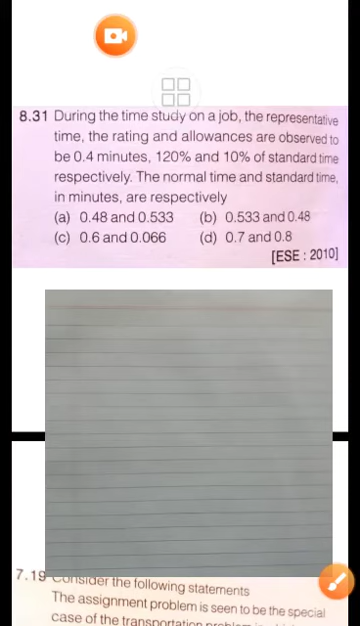 8.31 During the time study on a job, the representative
time, the rating and allowances are observed to
be 0.4 minutes, 120% and 10% of standard time
respectively. The normal time and standard time,
in minutes, are respectively
(a) 0.48 and 0.533 (b) 0.533 and 0.48
(c) 0.6 and 0.066 (d) 0.7 and 0.8
[ESE : 2010]
7.19 Consider the following statements
The assignment problem is seen to be the special
case of the transportation